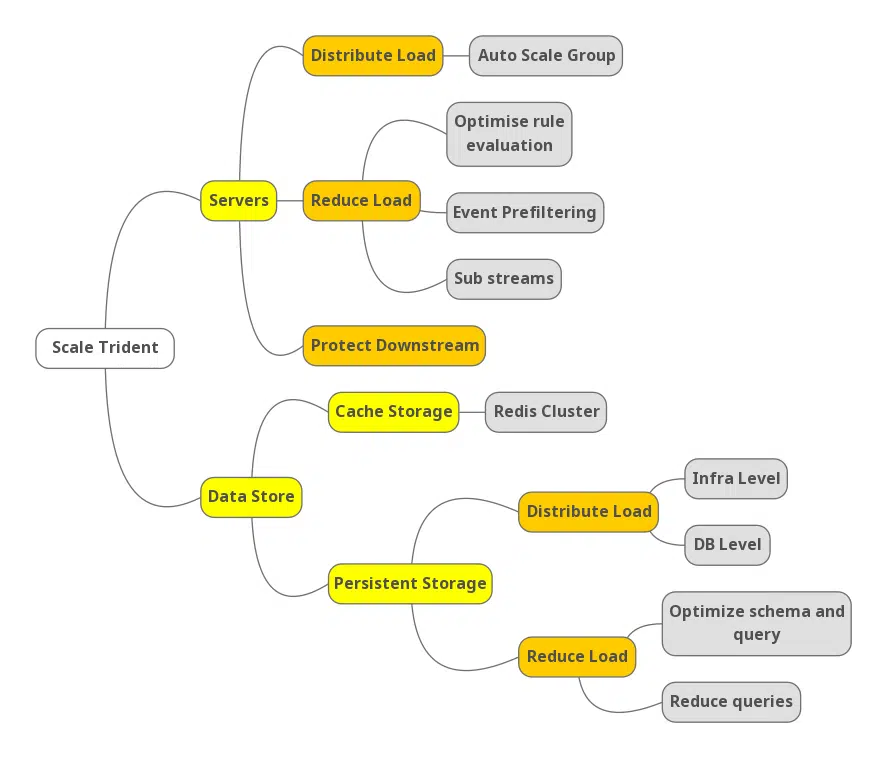 Distribute Load
Auto Scale Group
Optimise rule
evaluation
Servers
Reduce Load
Event Prefiltering
Sub streams
Protect Downstream
Scale Trident
Cache Storage
Redis Cluster
Data Store
Infra Level
Distribute Load
DB Level
Persistent Storage
Optimize schema and
query
Reduce Load
Reduce queries